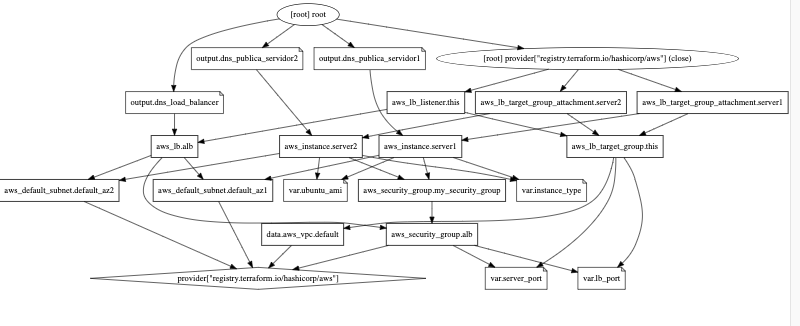 [root] root
output.dns_publica_servidor2
output.dns_publica_servidor1
[root] provider["registry.terraform.io/hashicorp/aws"] (close)
output.dns_load_balancer
aws_lb_listener.this
aws_lb_target_group_attachment.server2
aws_lb_target_group_attachment.server1
aws_lb.alb
aws_instance.server2
aws_instance.server1
aws_lb_target_group.this
aws_default_subnet.default_az2
aws_default_subnet.default_az1
var.ubuntu_ami
aws_security_group.my_security_group
var.instance_type
data.aws_vpc.default
aws_security_group.alb
provider["registry.terraform.io/hashicorp/aws"]
var.server_port
var.lb_port